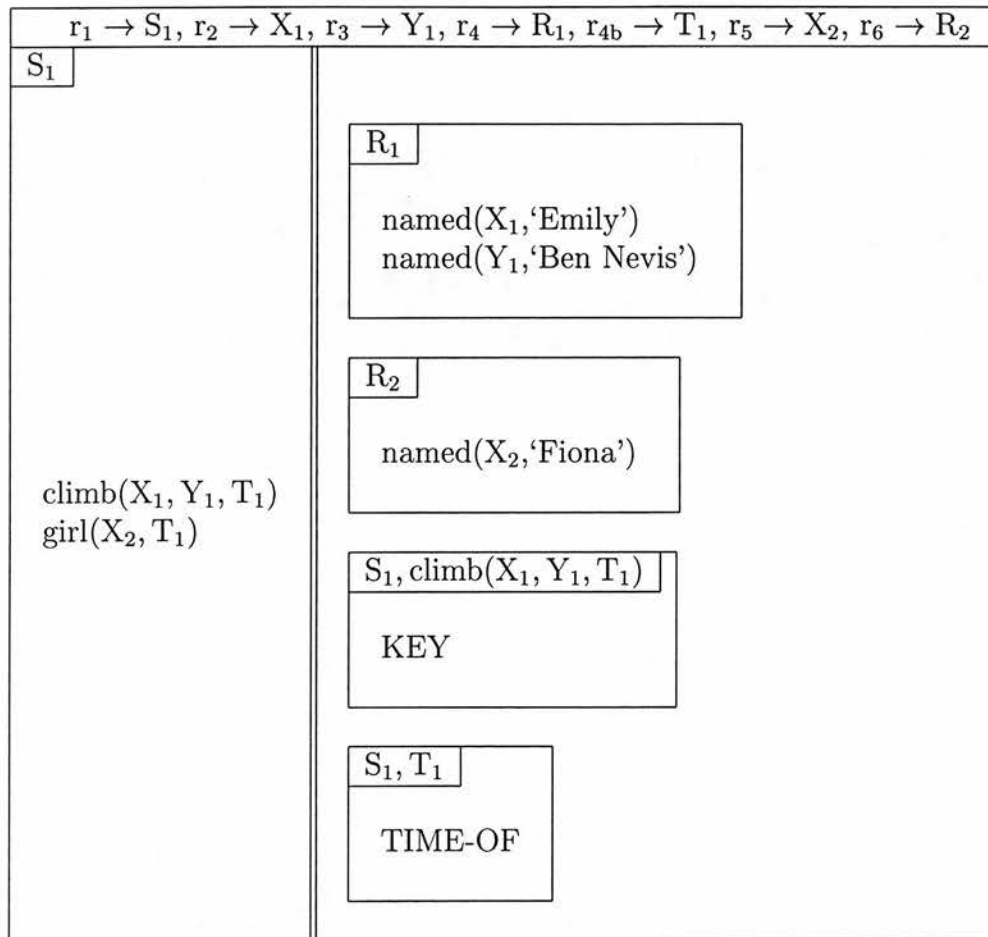 r₁ → S₁, r₂ → X₁, r₃ → Y₁, r₄ → R₁, r₄b → T₁, r₅ → X₂, r₆ → R₂
S₁
climb(X₁, Y₁, T₁)
girl(X₂, T₁)
R₁
named(X₁,‘Emily’)
named(Y₁,‘Ben Nevis’)
R₂
named(X₂,‘Fiona’)
S₁, climb(X₁, Y₁, T₁)
KEY
S₁, T₁
TIME-OF